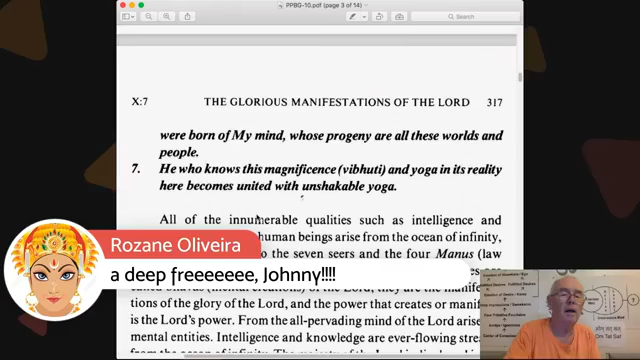 PPBG-10.pdf (page 3 of 14)
X:7 THE GLORIOUS MANIFESTATIONS OF THE LORD 317
were born of My mind, whose progeny are all these worlds and
people.
7. He who knows this magnificence (vibhuti) and yoga in its reality
here becomes united with unshakable yoga.
All of the innumerable qualities such as intelligence and
human beings arise from the ocean of infinity,
to the seven seers and the four Manus (law
Rozane Oliveira
a deep freeeeeee, Johnny!!!!
tions of the glory of the Lord, and the power that creates or
is the Lord's power. From the all-pervading mind of the Lord
mental entities. Intelligence and knowledge are ever-flowing
Om Tat Sat